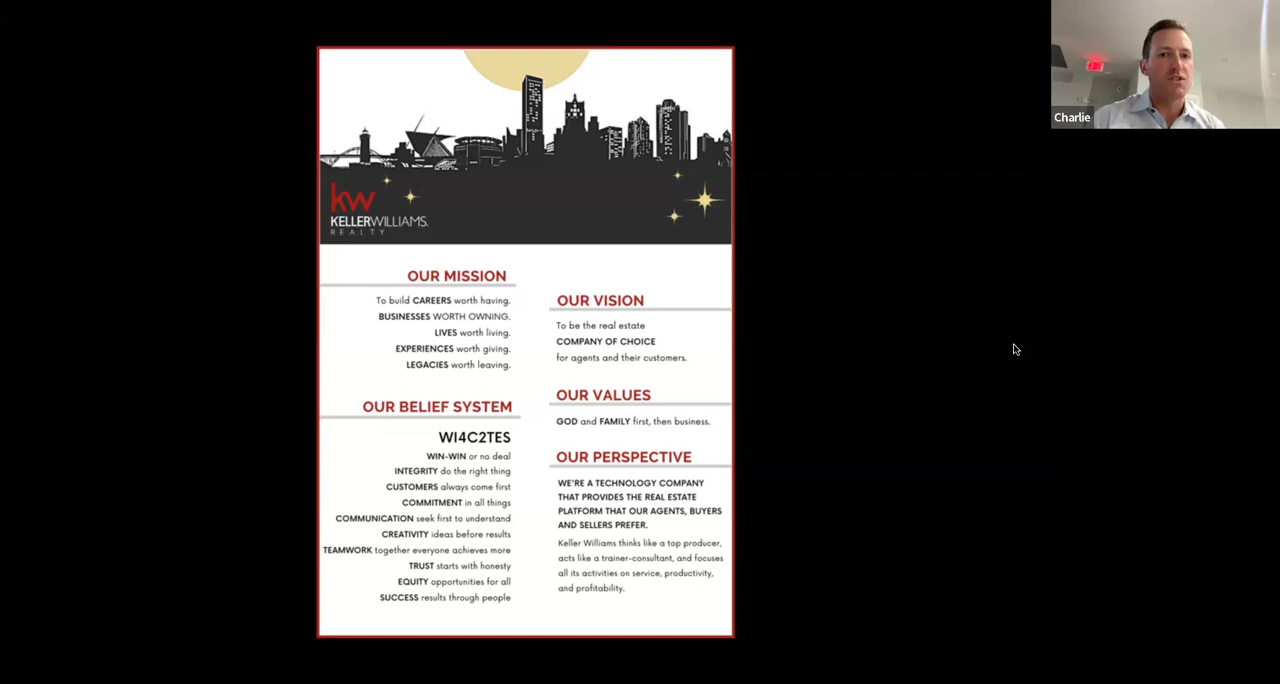 Charlie
kw
KELLERWILLIAMS.
REALTY
OUR MISSION
To build CAREERS worth having.
BUSINESSES WORTH OWNING.
LIVES worth living.
EXPERIENCES worth giving.
LEGACIES worth leaving.
OUR BELIEF SYSTEM
WI4C2TES
WIN-WIN or no deal
INTEGRITY do the right thing
CUSTOMERS always come first
COMMITMENT in all things
COMMUNICATION seek first to understand
CREATIVITY ideas before results
TEAMWORK together everyone achieves more
TRUST starts with honesty
EQUITY opportunities for all
SUCCESS results through people
OUR VISION
To be the real estate
COMPANY OF CHOICE
for agents and their customers.
OUR VALUES
GOD and FAMILY first, then business.
OUR PERSPECTIVE
WE'RE A TECHNOLOGY COMPANY
THAT PROVIDES THE REAL ESTATE
PLATFORM THAT OUR AGENTS, BUYERS
AND SELLERS PREFER.
Keller Williams thinks like a top producer,
acts like a trainer-consultant, and focuses
all its activities on service, productivity,
and profitability.